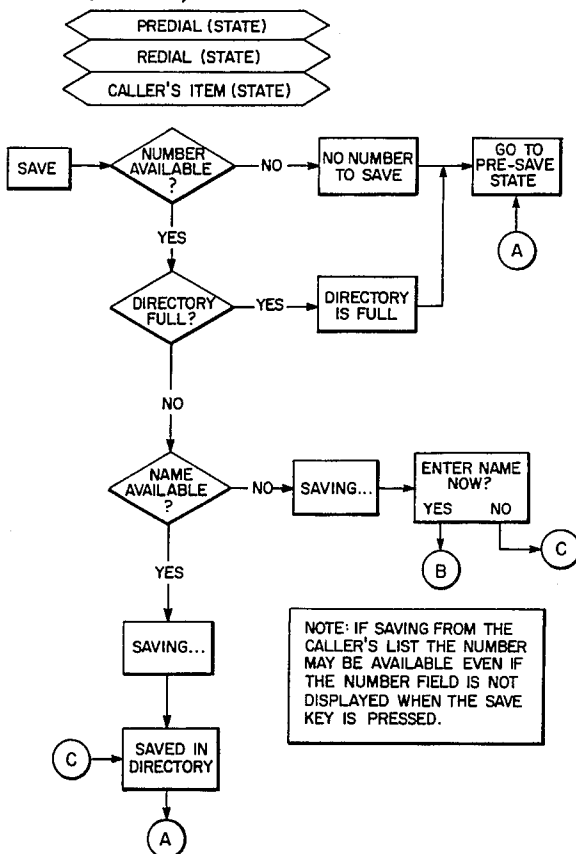 PREDIAL (STATE)
REDIAL (STATE)
CALLER'S ITEM (STATE)
SAVE
NUMBER
AVAILABLE
?
NO
NO NUMBER
TO SAVE
GO TO
PRE-SAVE
STATE
A
YES
DIRECTORY
FULL?
YES
DIRECTORY
IS FULL
NO
NAME
AVAILABLE
?
NO
SAVING...
ENTER NAME
NOW?
YES NO
B
C
YES
SAVING...
NOTE: IF SAVING FROM THE
CALLER'S LIST THE NUMBER
MAY BE AVAILABLE EVEN IF
THE NUMBER FIELD IS NOT
DISPLAYED WHEN THE SAVE
KEY IS PRESSED.
C
SAVED IN
DIRECTORY
A